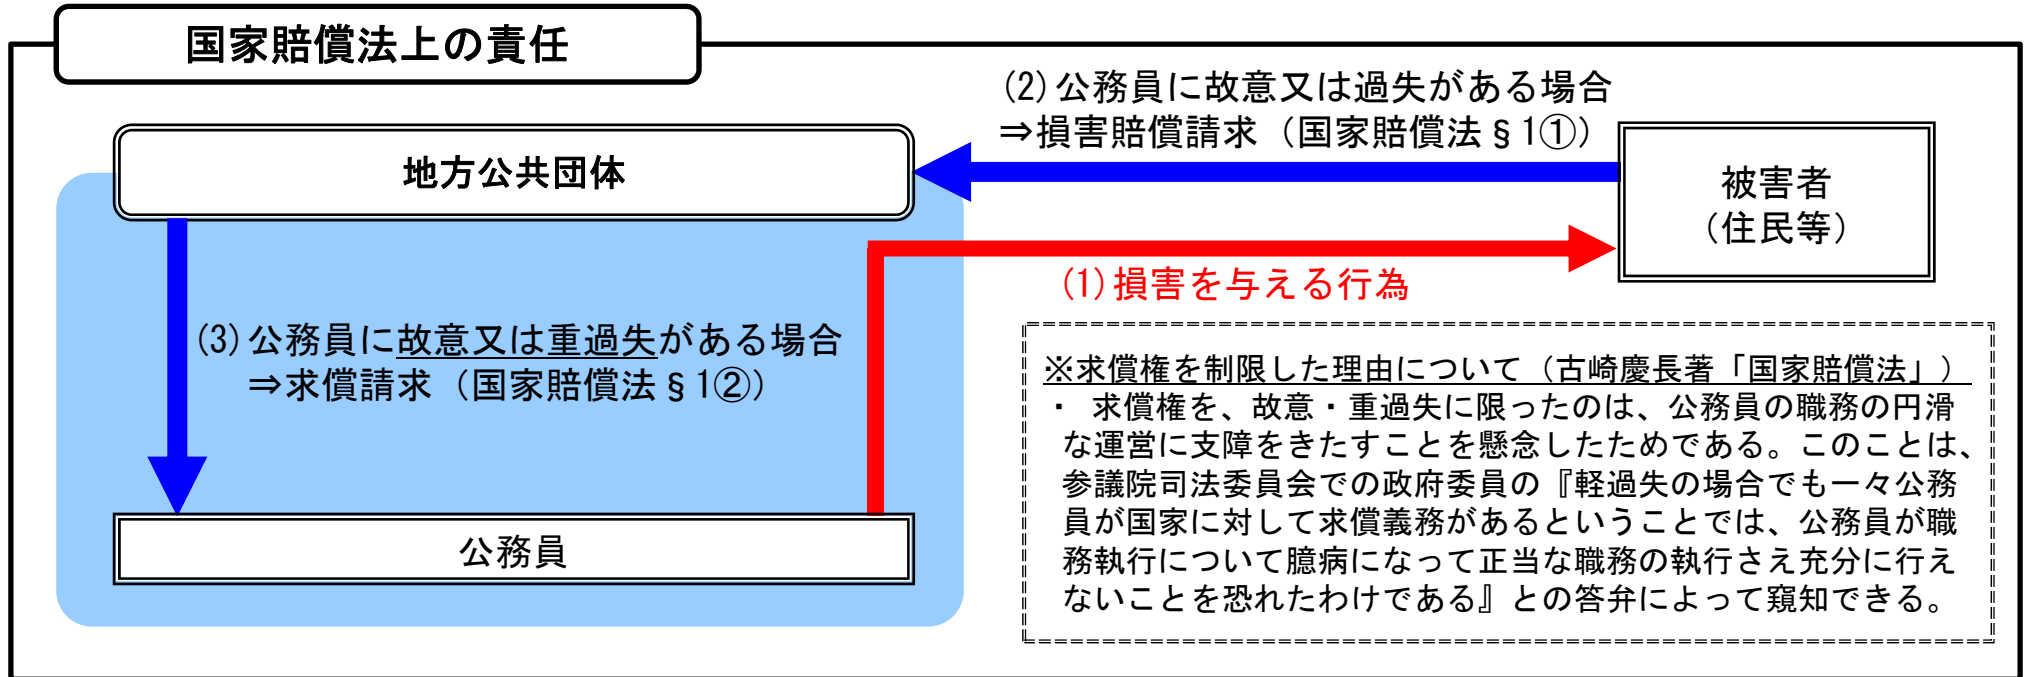 国家賠償法上の責任
(2)公務員に故意又は過失がある場合
⇒損害賠償請求（国家賠償法§1①）
地方公共団体
被害者
（住民等）
(1)損害を与える行為
(3)公務員に故意又は重過失がある場合
⇒求償請求（国家賠償法§1②）
公務員
※求償権を制限した理由について（古崎慶長著「国家賠償法」）
・ 求償権を、故意・重過失に限ったのは、公務員の職務の円滑
な運営に支障をきたすことを懸念したためである。このことは、
参議院司法委員会での政府委員の『軽過失の場合でも一々公務
員が国家に対して求償義務があるということでは、公務員が職
務執行について臆病になって正当な職務の執行さえ充分に行え
ないことを恐れたわけである』との答弁によって窺知できる。